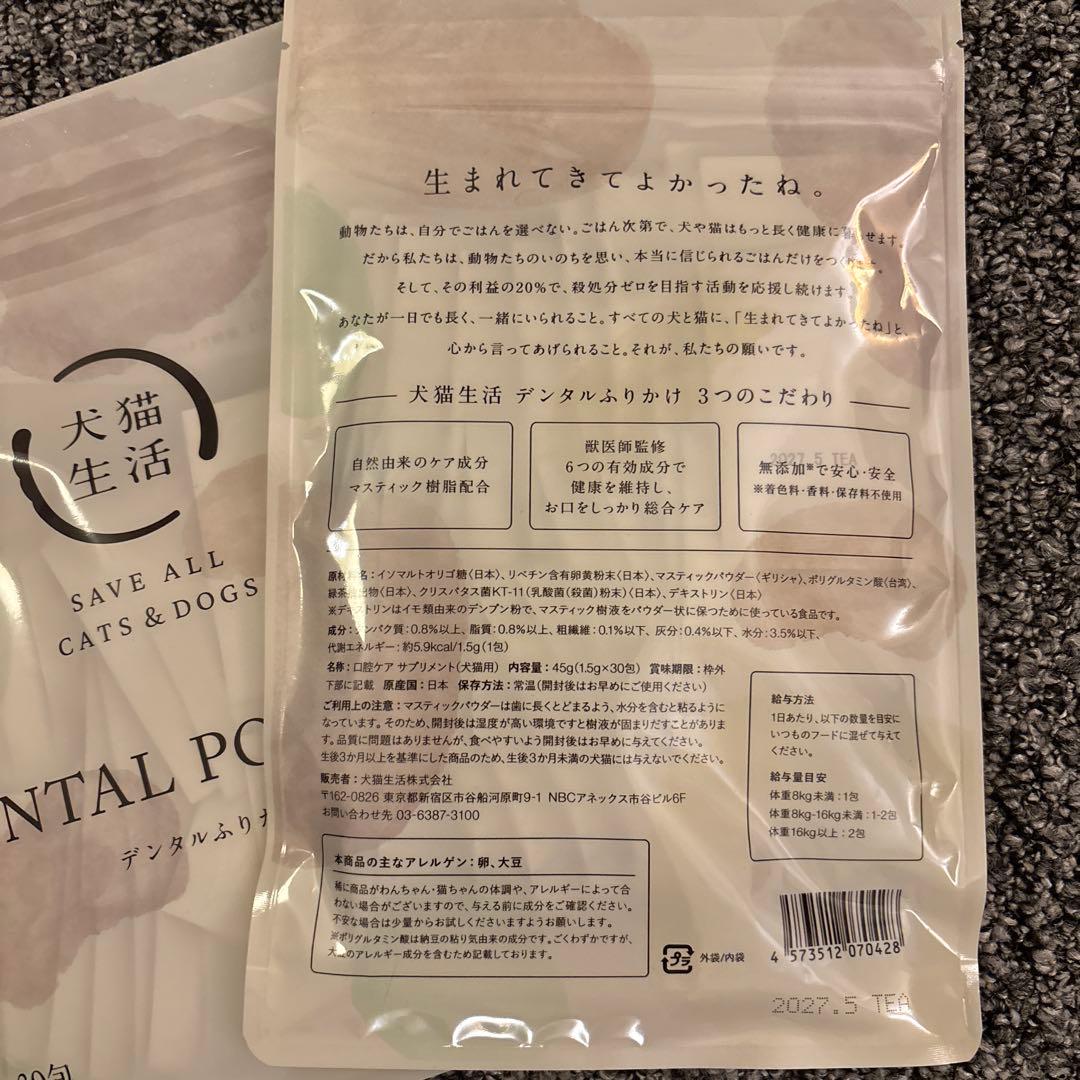 犬猫
生活
SAVE ALL
CATS & DOGS
NTAL PO
デンタルふりか
30包
生まれてきてよかったね。
動物たちは、自分でごはんを選べない。ごはん次第で、犬や猫はもっと長く健康に せます。
だから私たちは、動物たちのいのちを思い、本当に信じられるごはんだけをつく
そして、その利益の20%で、殺処分ゼロを目指す活動を応援し続けます。
あなたが一日でも長く、一緒にいられること。すべての犬と猫に、「生まれてきてよかったね」と、
心から言ってあげられること。それが、私たちの願いです。
犬猫生活 デンタルふりかけ 3つのこだわり
自然由来のケア成分
マスティック樹脂配合
獣医師監修
6つの有効成分で
健康を維持し、
お口をしっかり総合ケア
2027.5 TEA
無添加※で安心・安全
※着色料・香料・保存料不使用
原材料名：イソマルトオリゴ糖（日本）、リベチン含有卵黄粉末（日本）、マスティックパウダー（ギリシャ）、ポリグルタミン酸（台湾）、
緑茶抽出物（日本）、クリスパタス菌KT-11（乳酸菌（殺菌）粉末）（日本）、デキストリン（日本）
※デキストリンはイモ類由来のデンプン粉で、マスティック樹液をパウダー状に保つために使っている食品です。
成分：タンパク質：0.8%以上、脂質：0.8%以上、粗繊維：0.1%以下、灰分：0.4%以下、水分：3.5%以下、
代謝エネルギー：約5.9kcal/1.5g（1包）
名称：口腔ケア サプリメント（犬猫用） 内容量：45g（1.5g×30包） 賞味期限：枠外
下部に記載 原産国：日本 保存方法：常温（開封後はお早めにご使用ください）
ご利用上の注意：マスティックパウダーは歯に長くとどまるよう、水分を含むと粘るように
なっています。そのため、開封後は湿度が高い環境ですと樹液が固まりだすことがありま
す。品質に問題はありませんが、食べやすいよう開封後はお早めに与えてください。
生後3か月以上を基準にした商品のため、生後3か月未満の犬猫には与えないでください。
販売者：犬猫生活株式会社
〒162-0826 東京都新宿区市谷船河原町9-1 NBCアネックス市谷ビル6F
お問い合わせ先 03-6387-3100
給与方法
1日あたり、以下の数量を目安に
いつものフードに混ぜて与えて
ください。
給与量目安
体重8kg未満：1包
体重8kg-16kg未満：1-2包
体重16kg以上：2包
本商品の主なアレルゲン：卵、大豆
稀に商品がわんちゃん・猫ちゃんの体調や、アレルギーによって合
わない場合がございますので、与える前に成分をご確認ください。
不安な場合は少量からお試しくださいますようお願いします。
※ポリグルタミン酸は納豆の粘り気由来の成分です。ごくわずかですが、
大豆のアレルギー成分を含むため記載しております。
プラ 外袋/内袋
4 573512 070428
2027.5 TEA